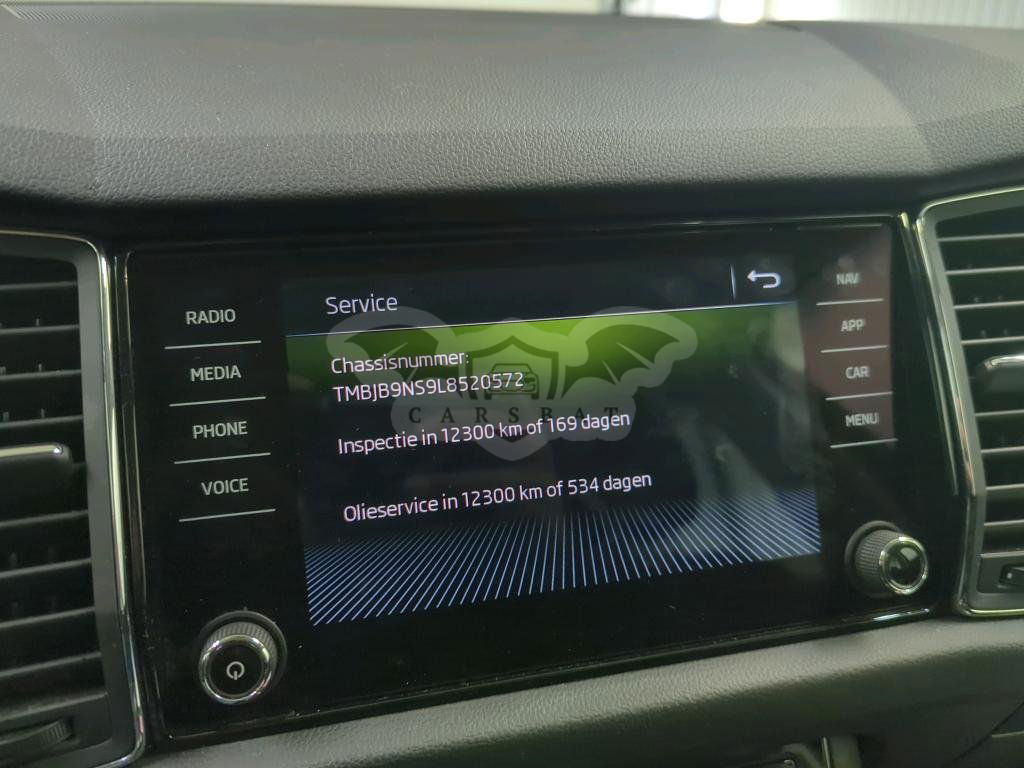 Service
Chassisnummer:
TMBJB9NS9L8520572
Inspectie in 12300 km of 169 dagen
Olieservice in 12300 km of 534 dagen
RADIO
MEDIA
PHONE
VOICE
NAV
APP
CAR
MENU
CARSBAT